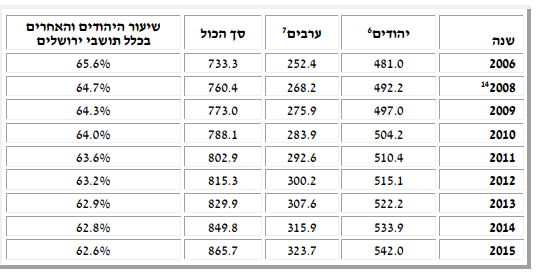 שנה יהודים⁶ ערבים⁷ סך הכול שיעור היהודים והאחרים
בכלל תושבי ירושלים
2006 481.0 252.4 733.3 65.6%
¹⁴2008 492.2 268.2 760.4 64.7%
2009 497.0 275.9 773.0 64.3%
2010 504.2 283.9 788.1 64.0%
2011 510.4 292.6 802.9 63.6%
2012 515.1 300.2 815.3 63.2%
2013 522.2 307.6 829.9 62.9%
2014 533.9 315.9 849.8 62.8%
2015 542.0 323.7 865.7 62.6%